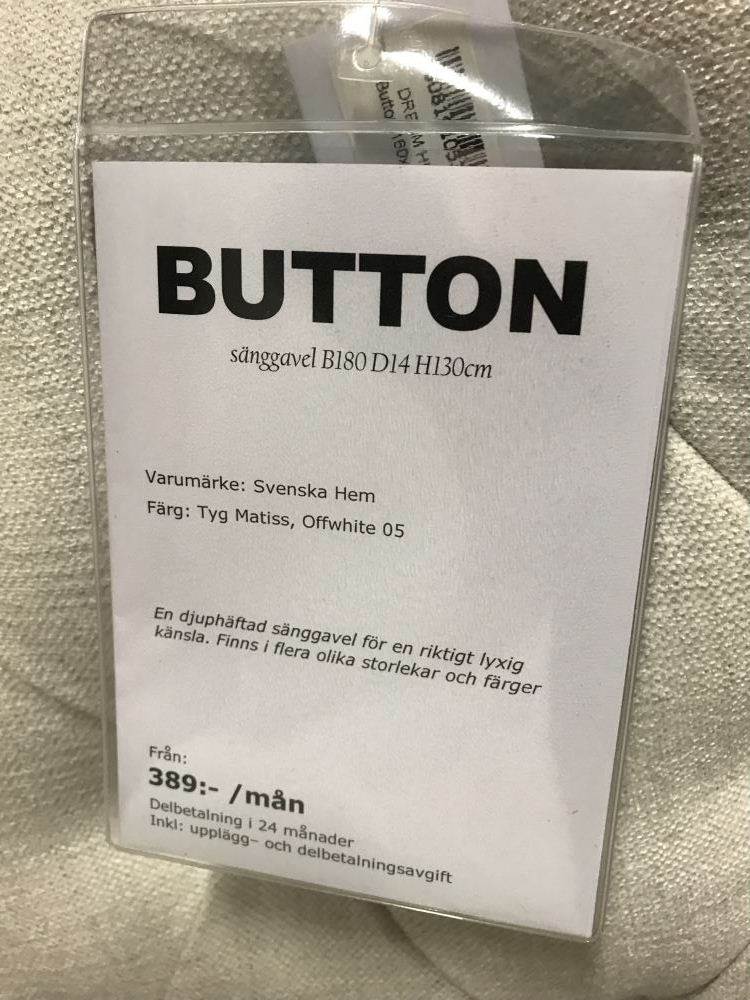 BUTTON
sänggavel B180 D14 H130cm
Varumärke: Svenska Hem
Färg: Tyg Matiss, Offwhite 05
En djuphäftad sänggavel för en riktigt lyxig
känsla. Finns i flera olika storlekar och färger
Från:
389:- /mån
Delbetalning i 24 månader
Inkl: upplägg- och delbetalningsavgift